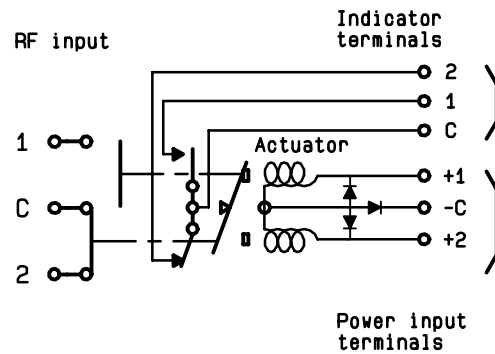 Indicator
terminals
RF input
2
1
C
Actuator
1
C
2
+1
-C
+2
Power input
terminals